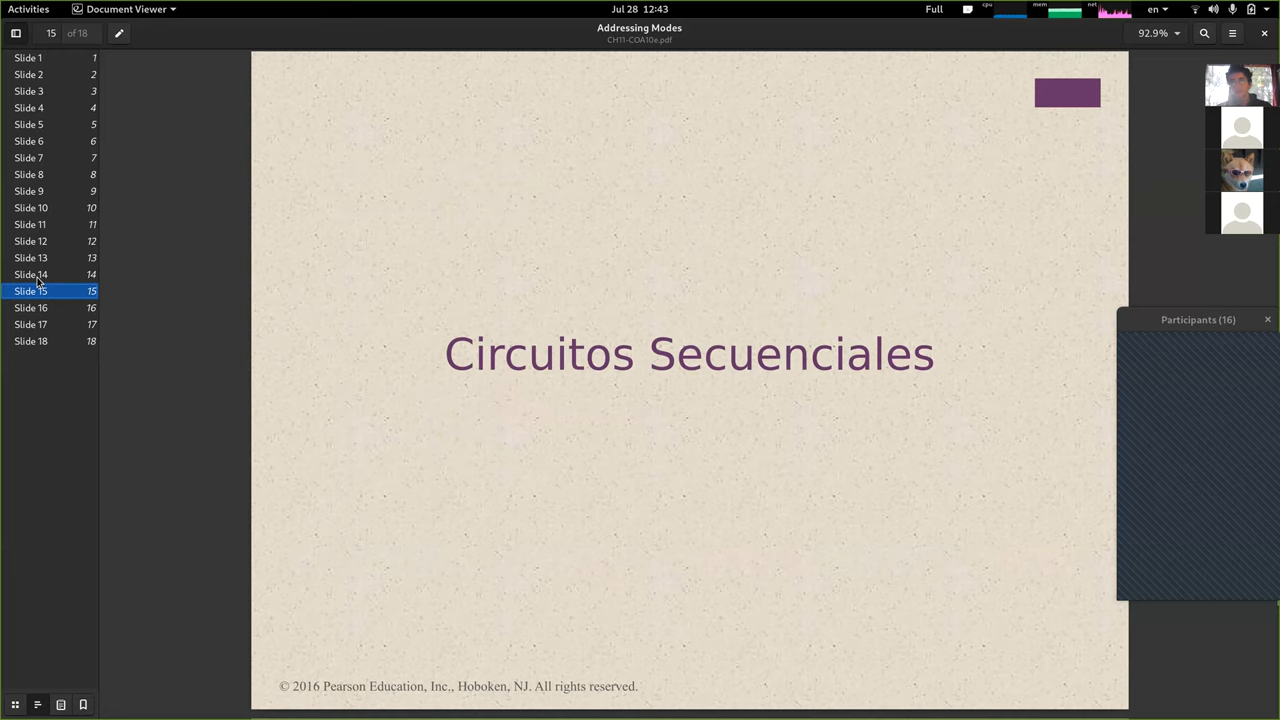 Activities
Document Viewer
Jul 28 12:43
Full
cpu
mem
net
en
15
of 18
Addressing Modes
CH11-COA10e.pdf
92.9%
Slide 1 1
Slide 2 2
Slide 3 3
Slide 4 4
Slide 5 5
Slide 6 6
Slide 7 7
Slide 8 8
Slide 9 9
Slide 10 10
Slide 11 11
Slide 12 12
Slide 13 13
Slide 14 14
Slide 15 15
Slide 16 16
Slide 17 17
Slide 18 18
Circuitos Secuenciales
© 2016 Pearson Education, Inc., Hoboken, NJ. All rights reserved.
Participants (16)